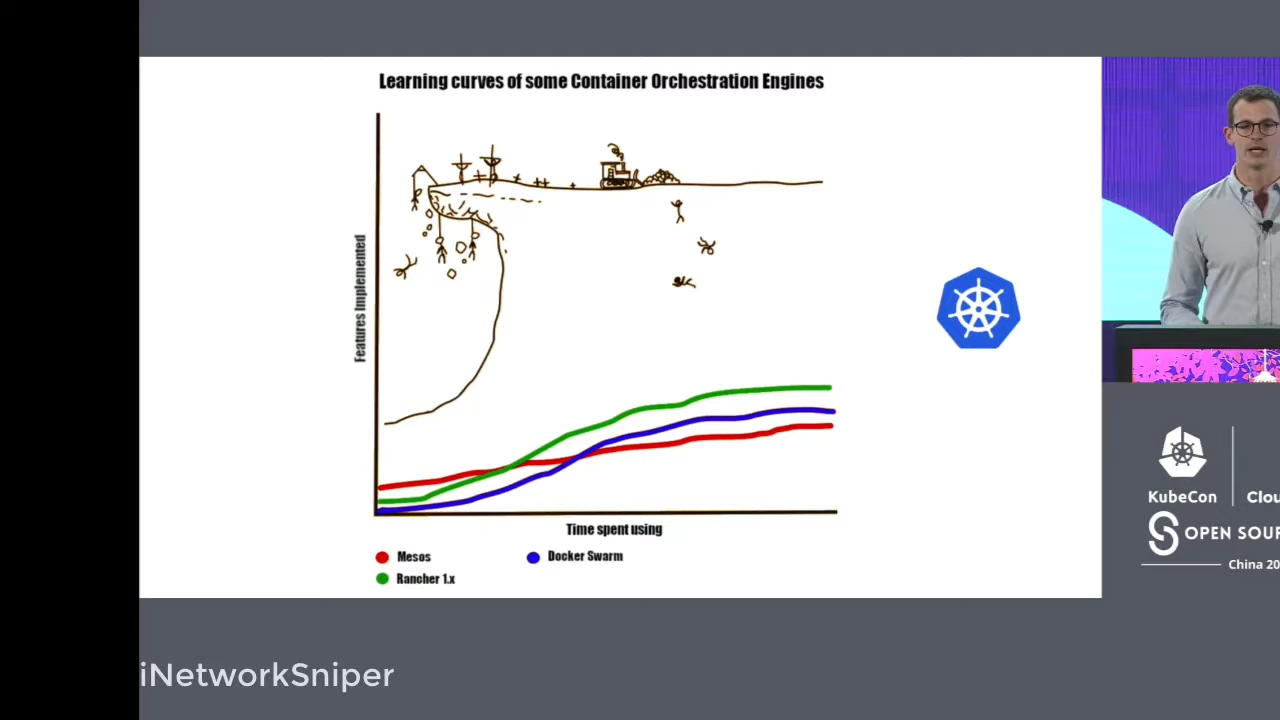 Learning curves of some Container Orchestration Engines
Features Implemented
Time spent using
Mesos
Docker Swarm
Rancher 1.x
KubeCon
Clou
OPEN SOUR
China 20
iNetworkSniper